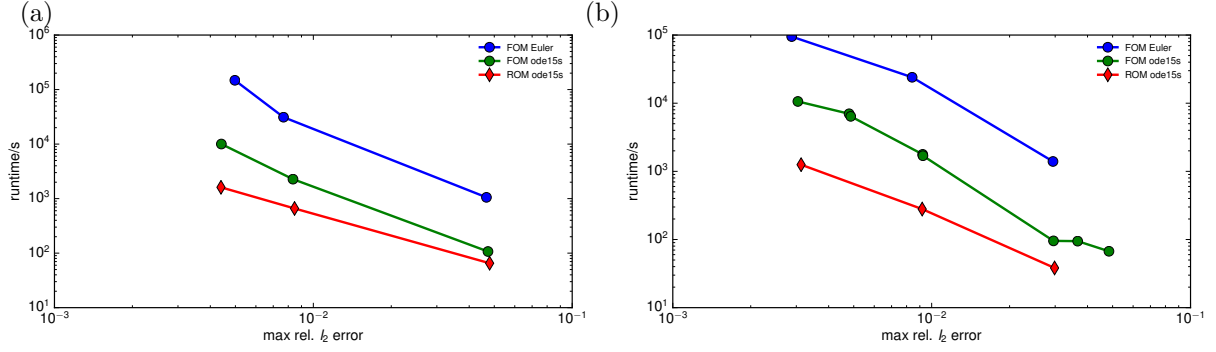 (a)
10^6
10^5
10^4
10^3
10^2
10^1
runtime/s
10^-3
10^-2
10^-1
max rel. l_2 error
FOM Euler
FOM ode15s
ROM ode15s
(b)
10^5
10^4
10^3
10^2
10^1
runtime/s
10^-3
10^-2
10^-1
max rel. l_2 error
FOM Euler
FOM ode15s
ROM ode15s